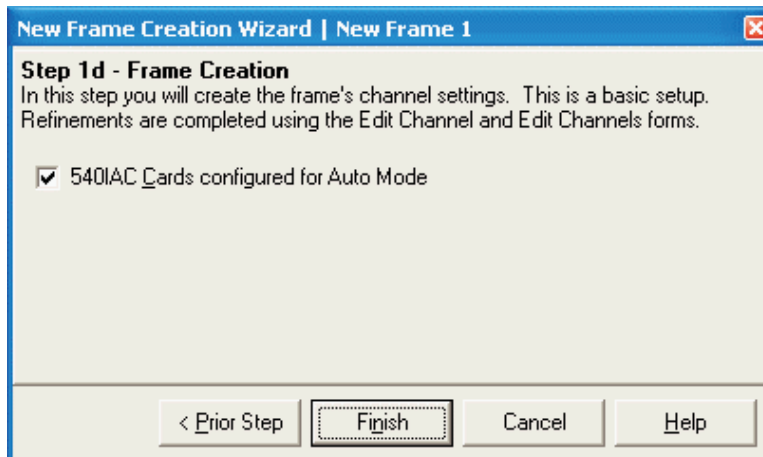 New Frame Creation Wizard | New Frame 1
Step 1d - Frame Creation
In this step you will create the frame's channel settings. This is a basic setup.
Refinements are completed using the Edit Channel and Edit Channels forms.
540IAC Cards configured for Auto Mode
< Prior Step
Finish
Cancel
Help